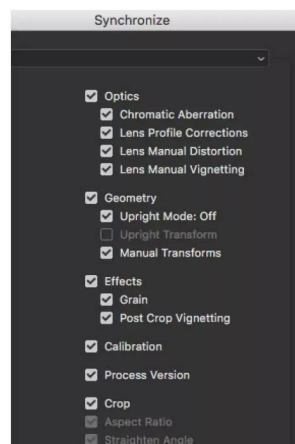 Synchronize
Optics
Chromatic Aberration
Lens Profile Corrections
Lens Manual Distortion
Lens Manual Vignetting
Geometry
Upright Mode: Off
Upright Transform
Manual Transforms
Effects
Grain
Post Crop Vignetting
Calibration
Process Version
Crop
Aspect Ratio
Straighten Angle